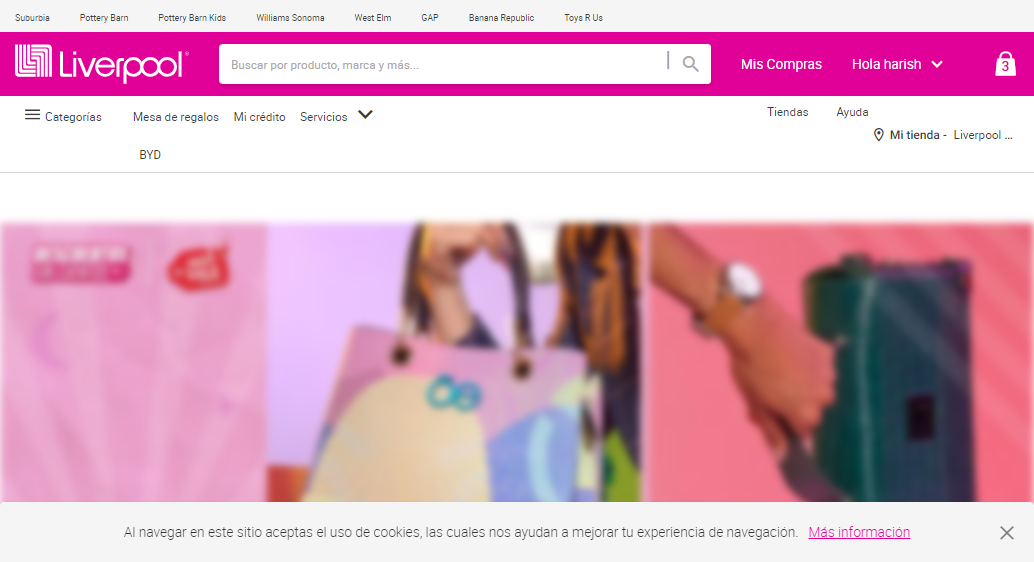 Suburbia Pottery Barn Pottery Barn Kids Williams Sonoma West Elm GAP Banana Republic Toys R Us
Liverpool® Buscar por producto, marca y más... | Mis Compras Hola harish 3
Categorías Mesa de regalos Mi crédito Servicios Tiendas Ayuda
Mi tienda - Liverpool ...
BYD
Al navegar en este sitio aceptas el uso de cookies, las cuales nos ayudan a mejorar tu experiencia de navegación. Más información